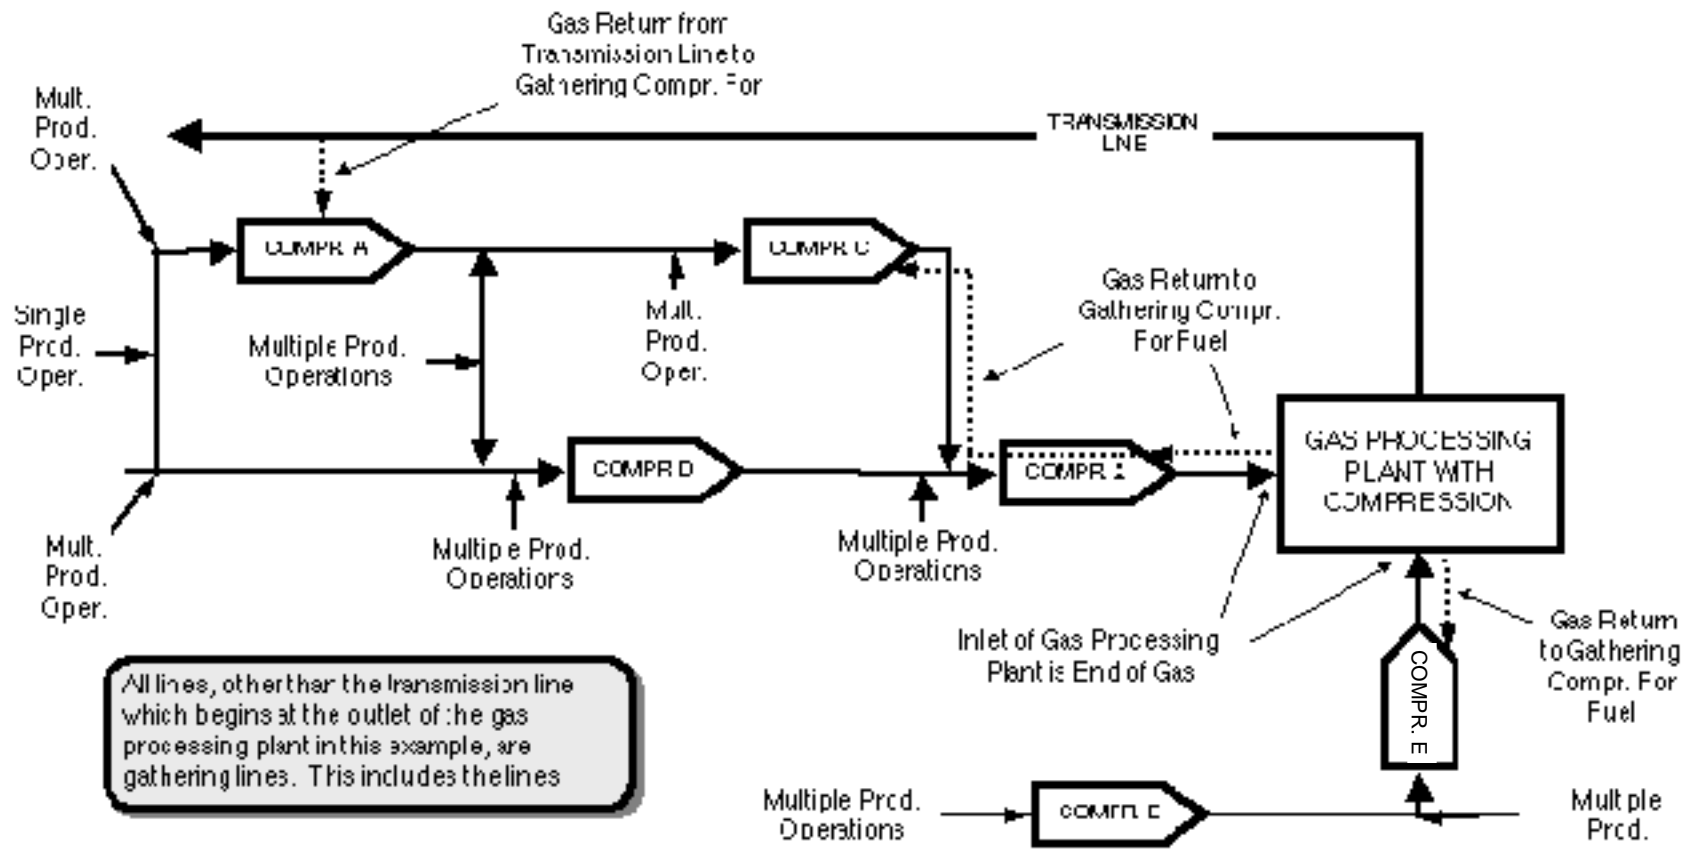 Gas Return from
Transmission Line to
Gathering Compr. For
Mult.
Prod.
Oper.
TRANSMISSION
LINE
COMPR. A
COMPR. C
Single
Prod.
Oper.
Multiple Prod.
Operations
Mult.
Prod.
Oper.
Gas Return to
Gathering Compr.
For Fuel
GAS PROCESSING
PLANT WITH
COMPRESSION
COMPR. D
COMPR.
Mult.
Prod.
Oper.
Multiple Prod.
Operations
Multiple Prod.
Operations
Inlet of Gas Processing
Plant is End of Gas
Gas Return
to Gathering
Compr. For
Fuel
COMPR. E
All lines, other than the transmission line
which begins at the outlet of the gas
processing plant in this example, are
gathering lines. This includes the lines
Multiple Prod.
Operations
COMPR.
Multiple
Prod.